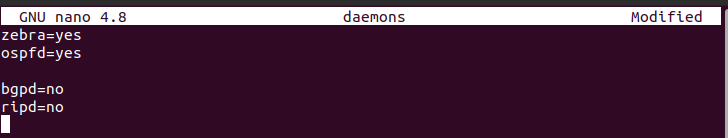 GNU nano 4.8 daemons Modified
zebra=yes
ospfd=yes
bgpd=no
ripd=no